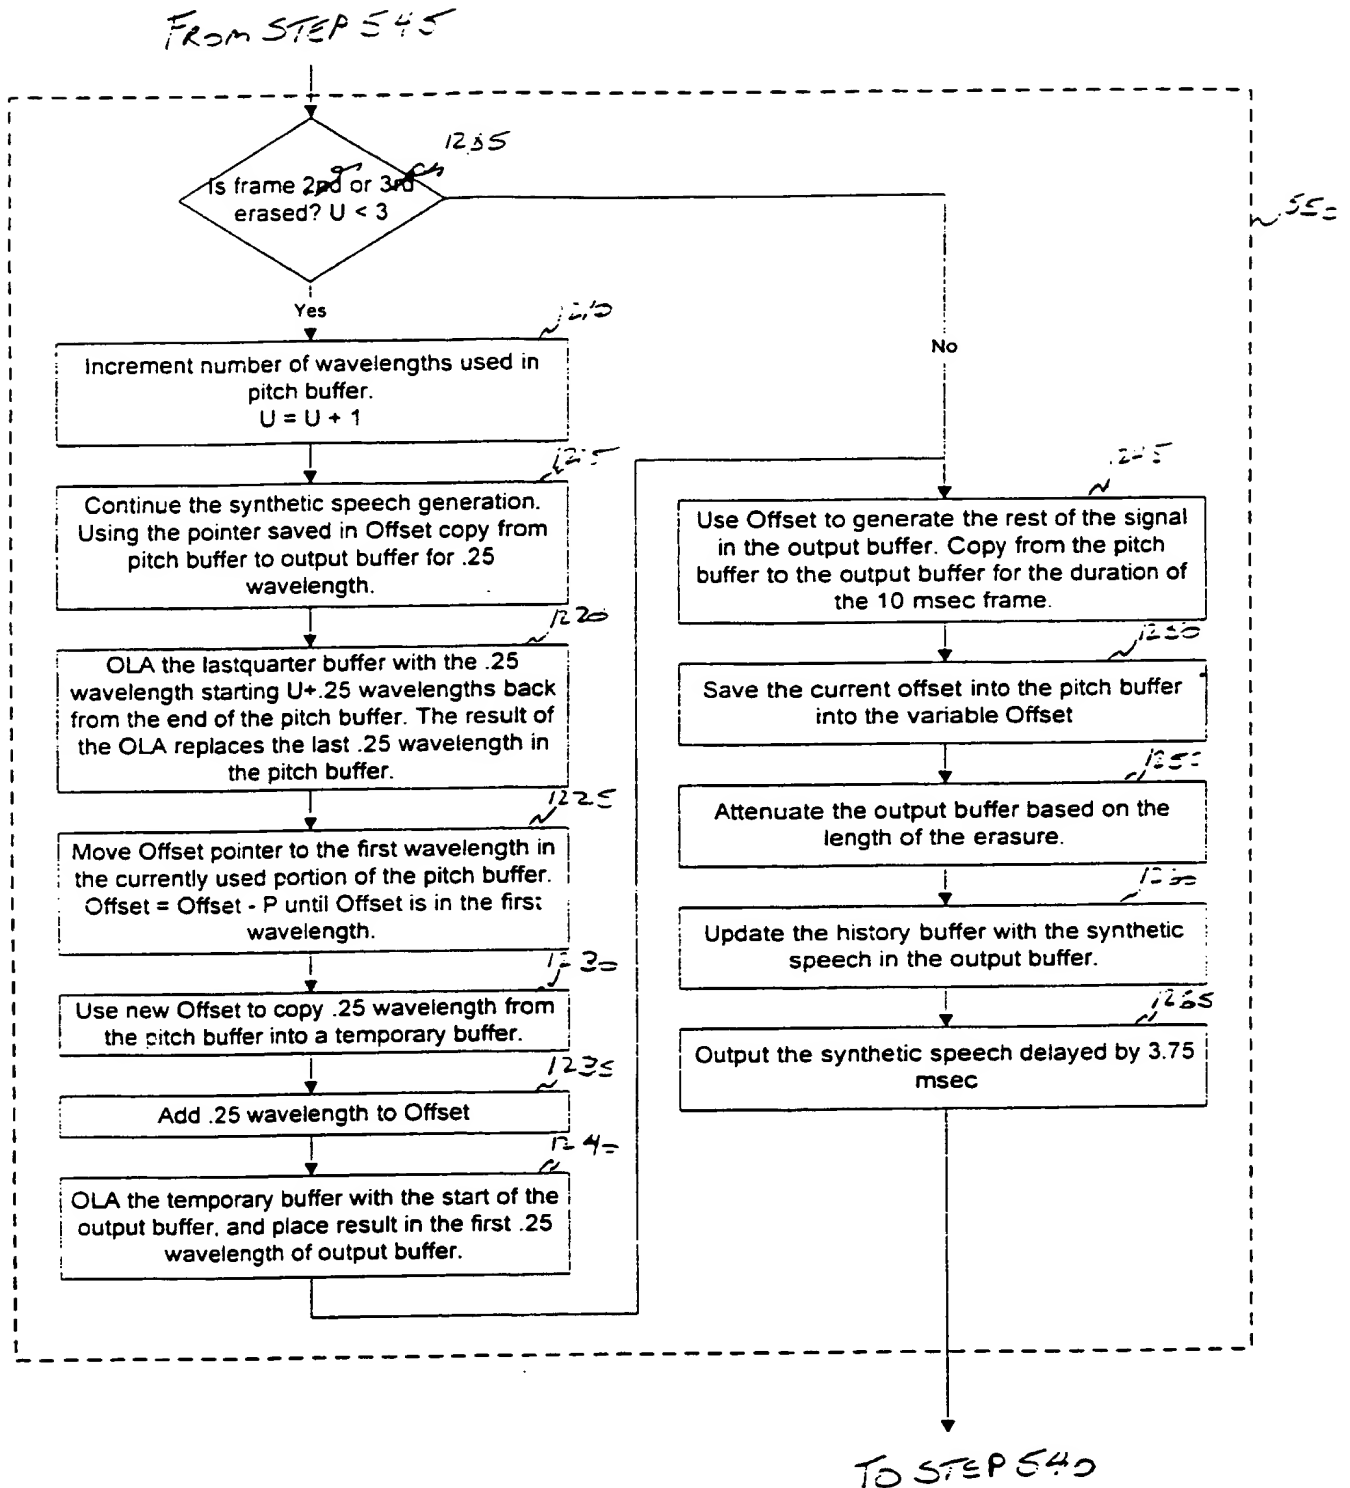 FROM STEP 545
Is frame 2nd or 3rd
erased? U < 3
Yes
1210
Increment number of wavelengths used in
pitch buffer.
U = U + 1
1215
Continue the synthetic speech generation.
Using the pointer saved in Offset copy from
pitch buffer to output buffer for .25
wavelength.
1220
OLA the lastquarter buffer with the .25
wavelength starting U+.25 wavelengths back
from the end of the pitch buffer. The result of
the OLA replaces the last .25 wavelength in
the pitch buffer.
1225
Move Offset pointer to the first wavelength in
the currently used portion of the pitch buffer.
Offset = Offset - P until Offset is in the first
wavelength.
1230
Use new Offset to copy .25 wavelength from
the pitch buffer into a temporary buffer.
1235
Add .25 wavelength to Offset
1240
OLA the temporary buffer with the start of the
output buffer, and place result in the first .25
wavelength of output buffer.
No
1245
Use Offset to generate the rest of the signal
in the output buffer. Copy from the pitch
buffer to the output buffer for the duration of
the 10 msec frame.
Save the current offset into the pitch buffer
into the variable Offset
Attenuate the output buffer based on the
length of the erasure.
Update the history buffer with the synthetic
speech in the output buffer.
1265
Output the synthetic speech delayed by 3.75
msec
550
TO STEP 540